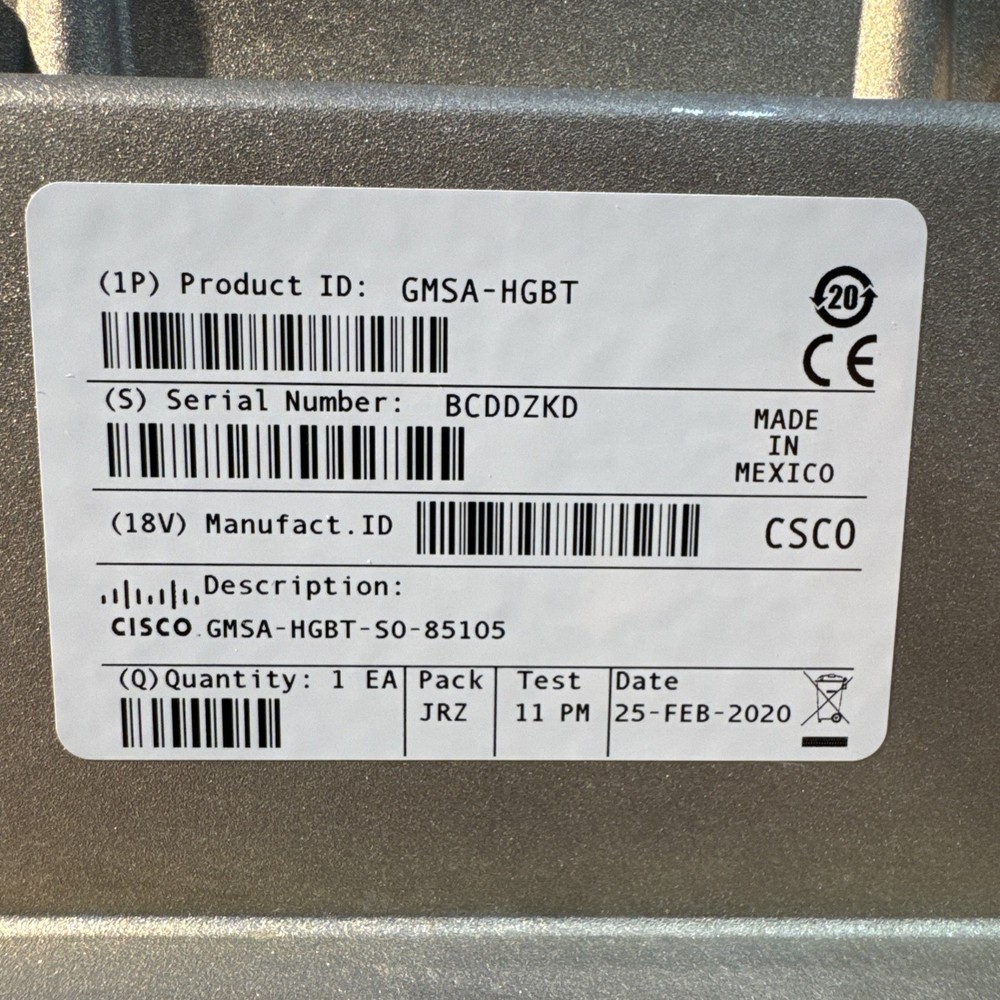 (1P) Product ID: GMSA-HGBT
20
CE
(S) Serial Number: BCDDZKD
MADE
IN
MEXICO
(18V) Manufact.ID CSCO
Description:
CISCO. GMSA-HGBT-SO-85105
(Q)Quantity: 1 EA
Pack
JRZ
Test
11 PM
Date
25-FEB-2020